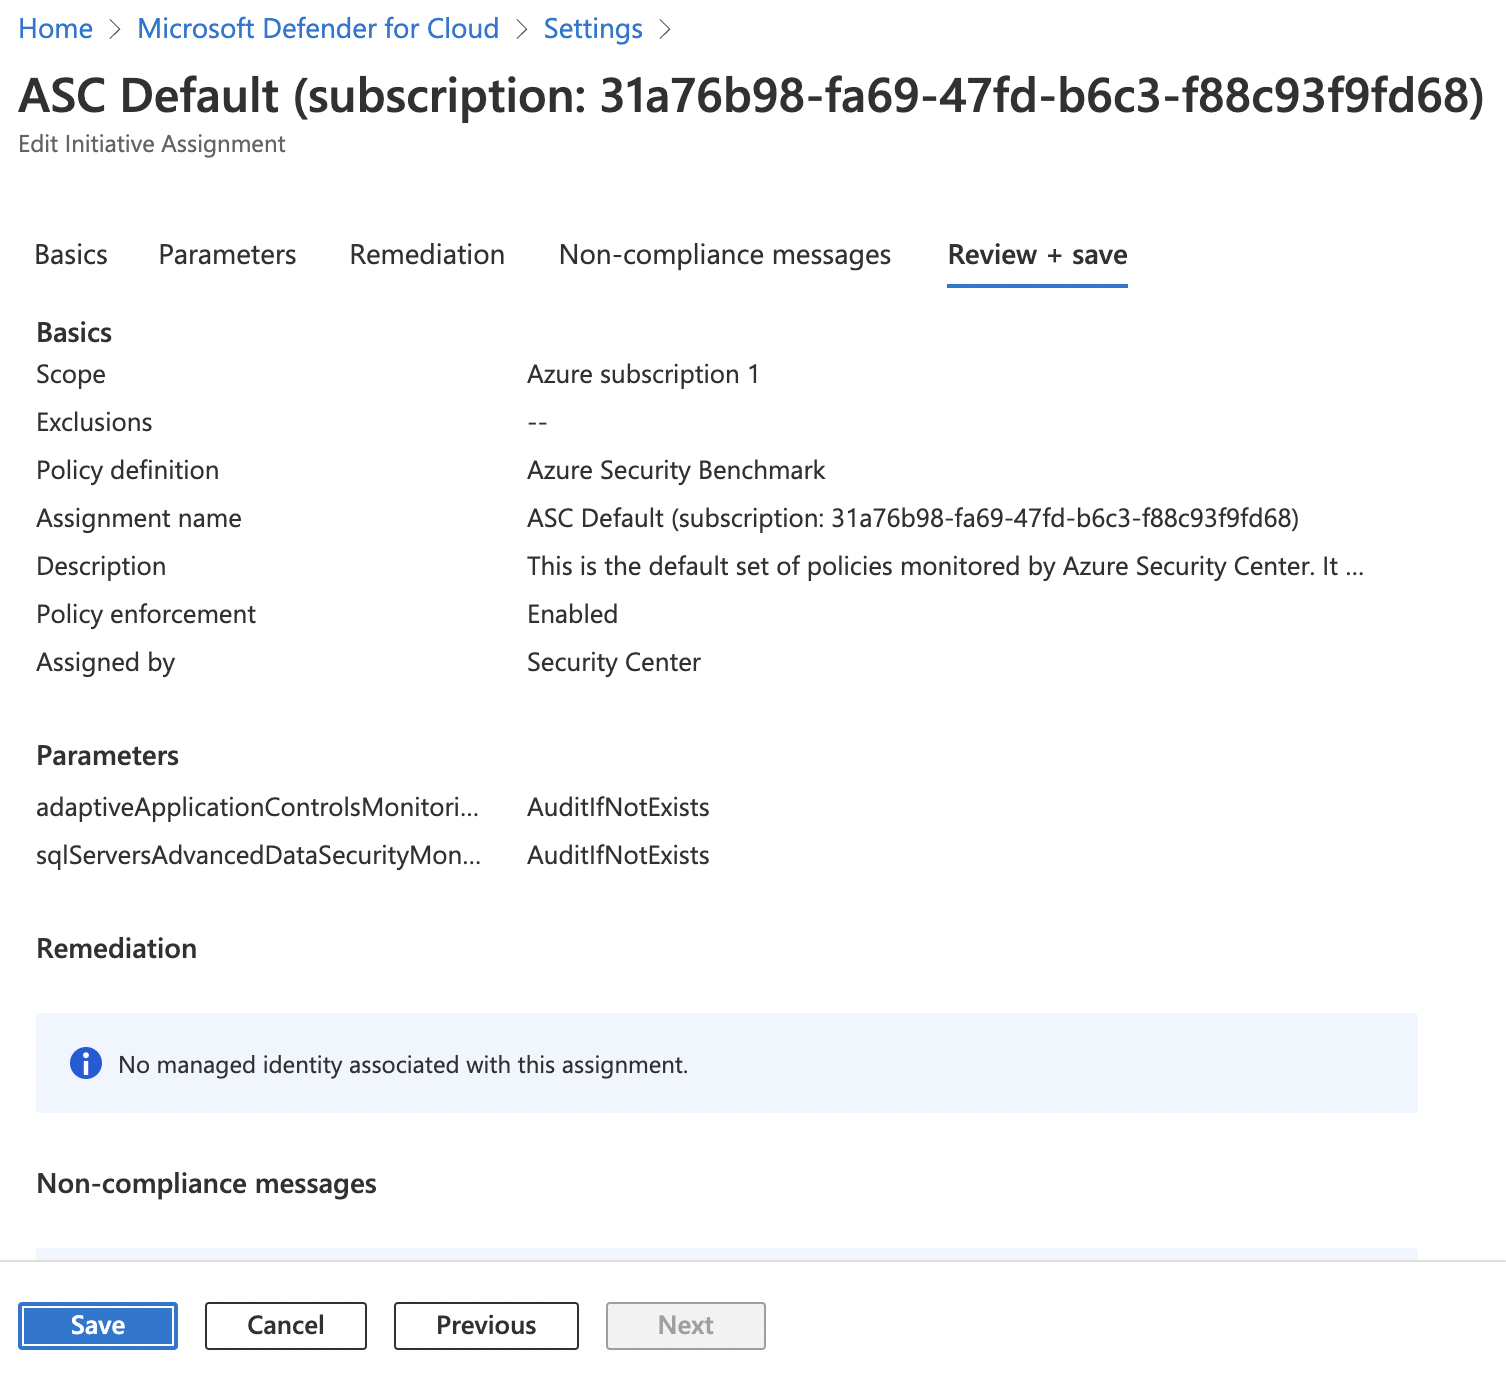 Home > Microsoft Defender for Cloud > Settings >
ASC Default (subscription: 31a76b98-fa69-47fd-b6c3-f88c93f9fd68)
Edit Initiative Assignment
Basics Parameters Remediation Non-compliance messages Review + save
Basics
Scope Azure subscription 1
Exclusions --
Policy definition Azure Security Benchmark
Assignment name ASC Default (subscription: 31a76b98-fa69-47fd-b6c3-f88c93f9fd68)
Description This is the default set of policies monitored by Azure Security Center. It ...
Policy enforcement Enabled
Assigned by Security Center
Parameters
adaptiveApplicationControlsMonitori... AuditIfNotExists
sqlServersAdvancedDataSecurityMon... AuditIfNotExists
Remediation
No managed identity associated with this assignment.
Non-compliance messages
Save Cancel Previous Next